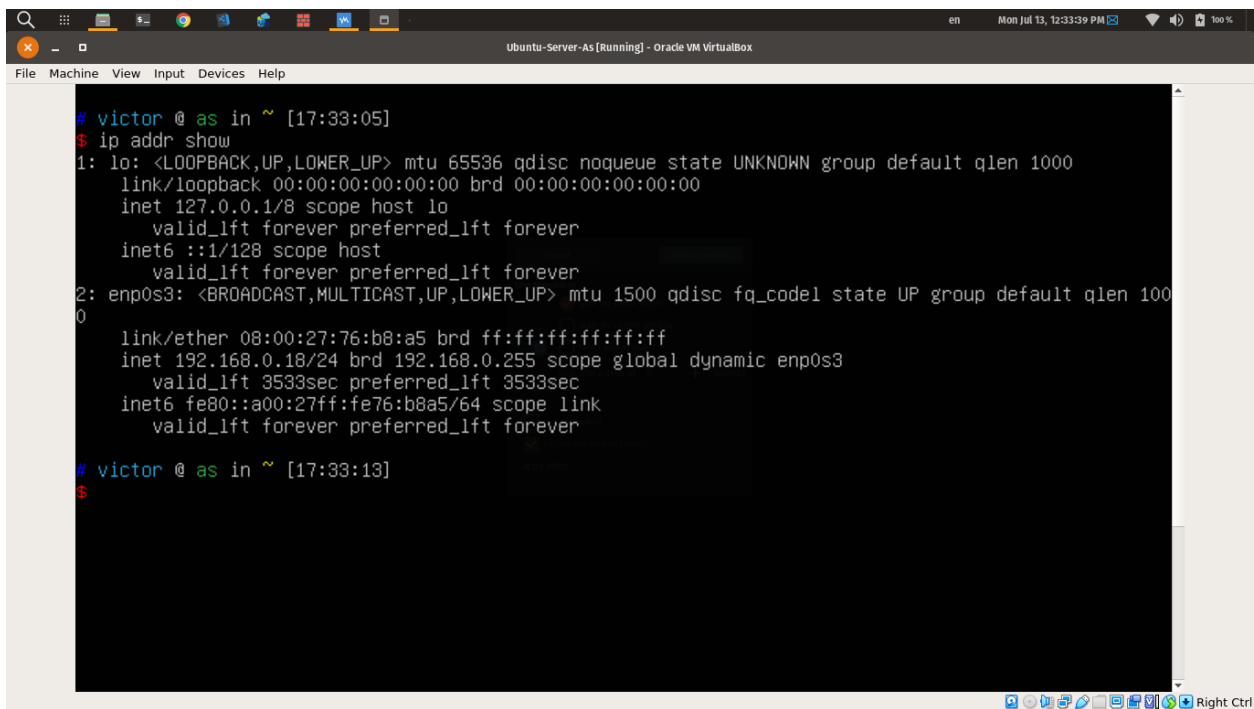 en Mon Jul 13, 12:33:39 PM 100 %
Ubuntu-Server-As [Running] - Oracle VM VirtualBox
File Machine View Input Devices Help
# victor @ as in ~ [17:33:05]
$ ip addr show
1: lo: <LOOPBACK,UP,LOWER_UP> mtu 65536 qdisc noqueue state UNKNOWN group default qlen 1000
link/loopback 00:00:00:00:00:00 brd 00:00:00:00:00:00
inet 127.0.0.1/8 scope host lo
valid_lft forever preferred_lft forever
inet6 ::1/128 scope host
valid_lft forever preferred_lft forever
2: enp0s3: <BROADCAST,MULTICAST,UP,LOWER_UP> mtu 1500 qdisc fq_codel state UP group default qlen 100
0
link/ether 08:00:27:76:b8:a5 brd ff:ff:ff:ff:ff:ff
inet 192.168.0.18/24 brd 192.168.0.255 scope global dynamic enp0s3
valid_lft 3533sec preferred_lft 3533sec
inet6 fe80::a00:27ff:fe76:b8a5/64 scope link
valid_lft forever preferred_lft forever
# victor @ as in ~ [17:33:13]
$
Right Ctrl